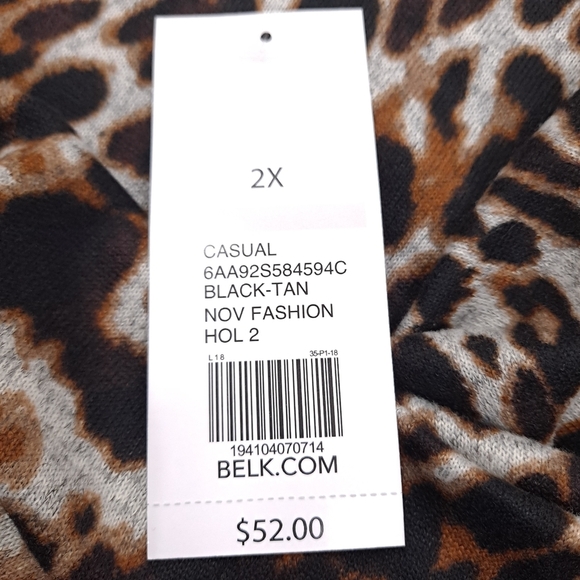 2X
CASUAL
6AA92S584594C
BLACK-TAN
NOV FASHION
HOL 2
L18 35-P1-18
194104070714
BELK.COM
$52.00